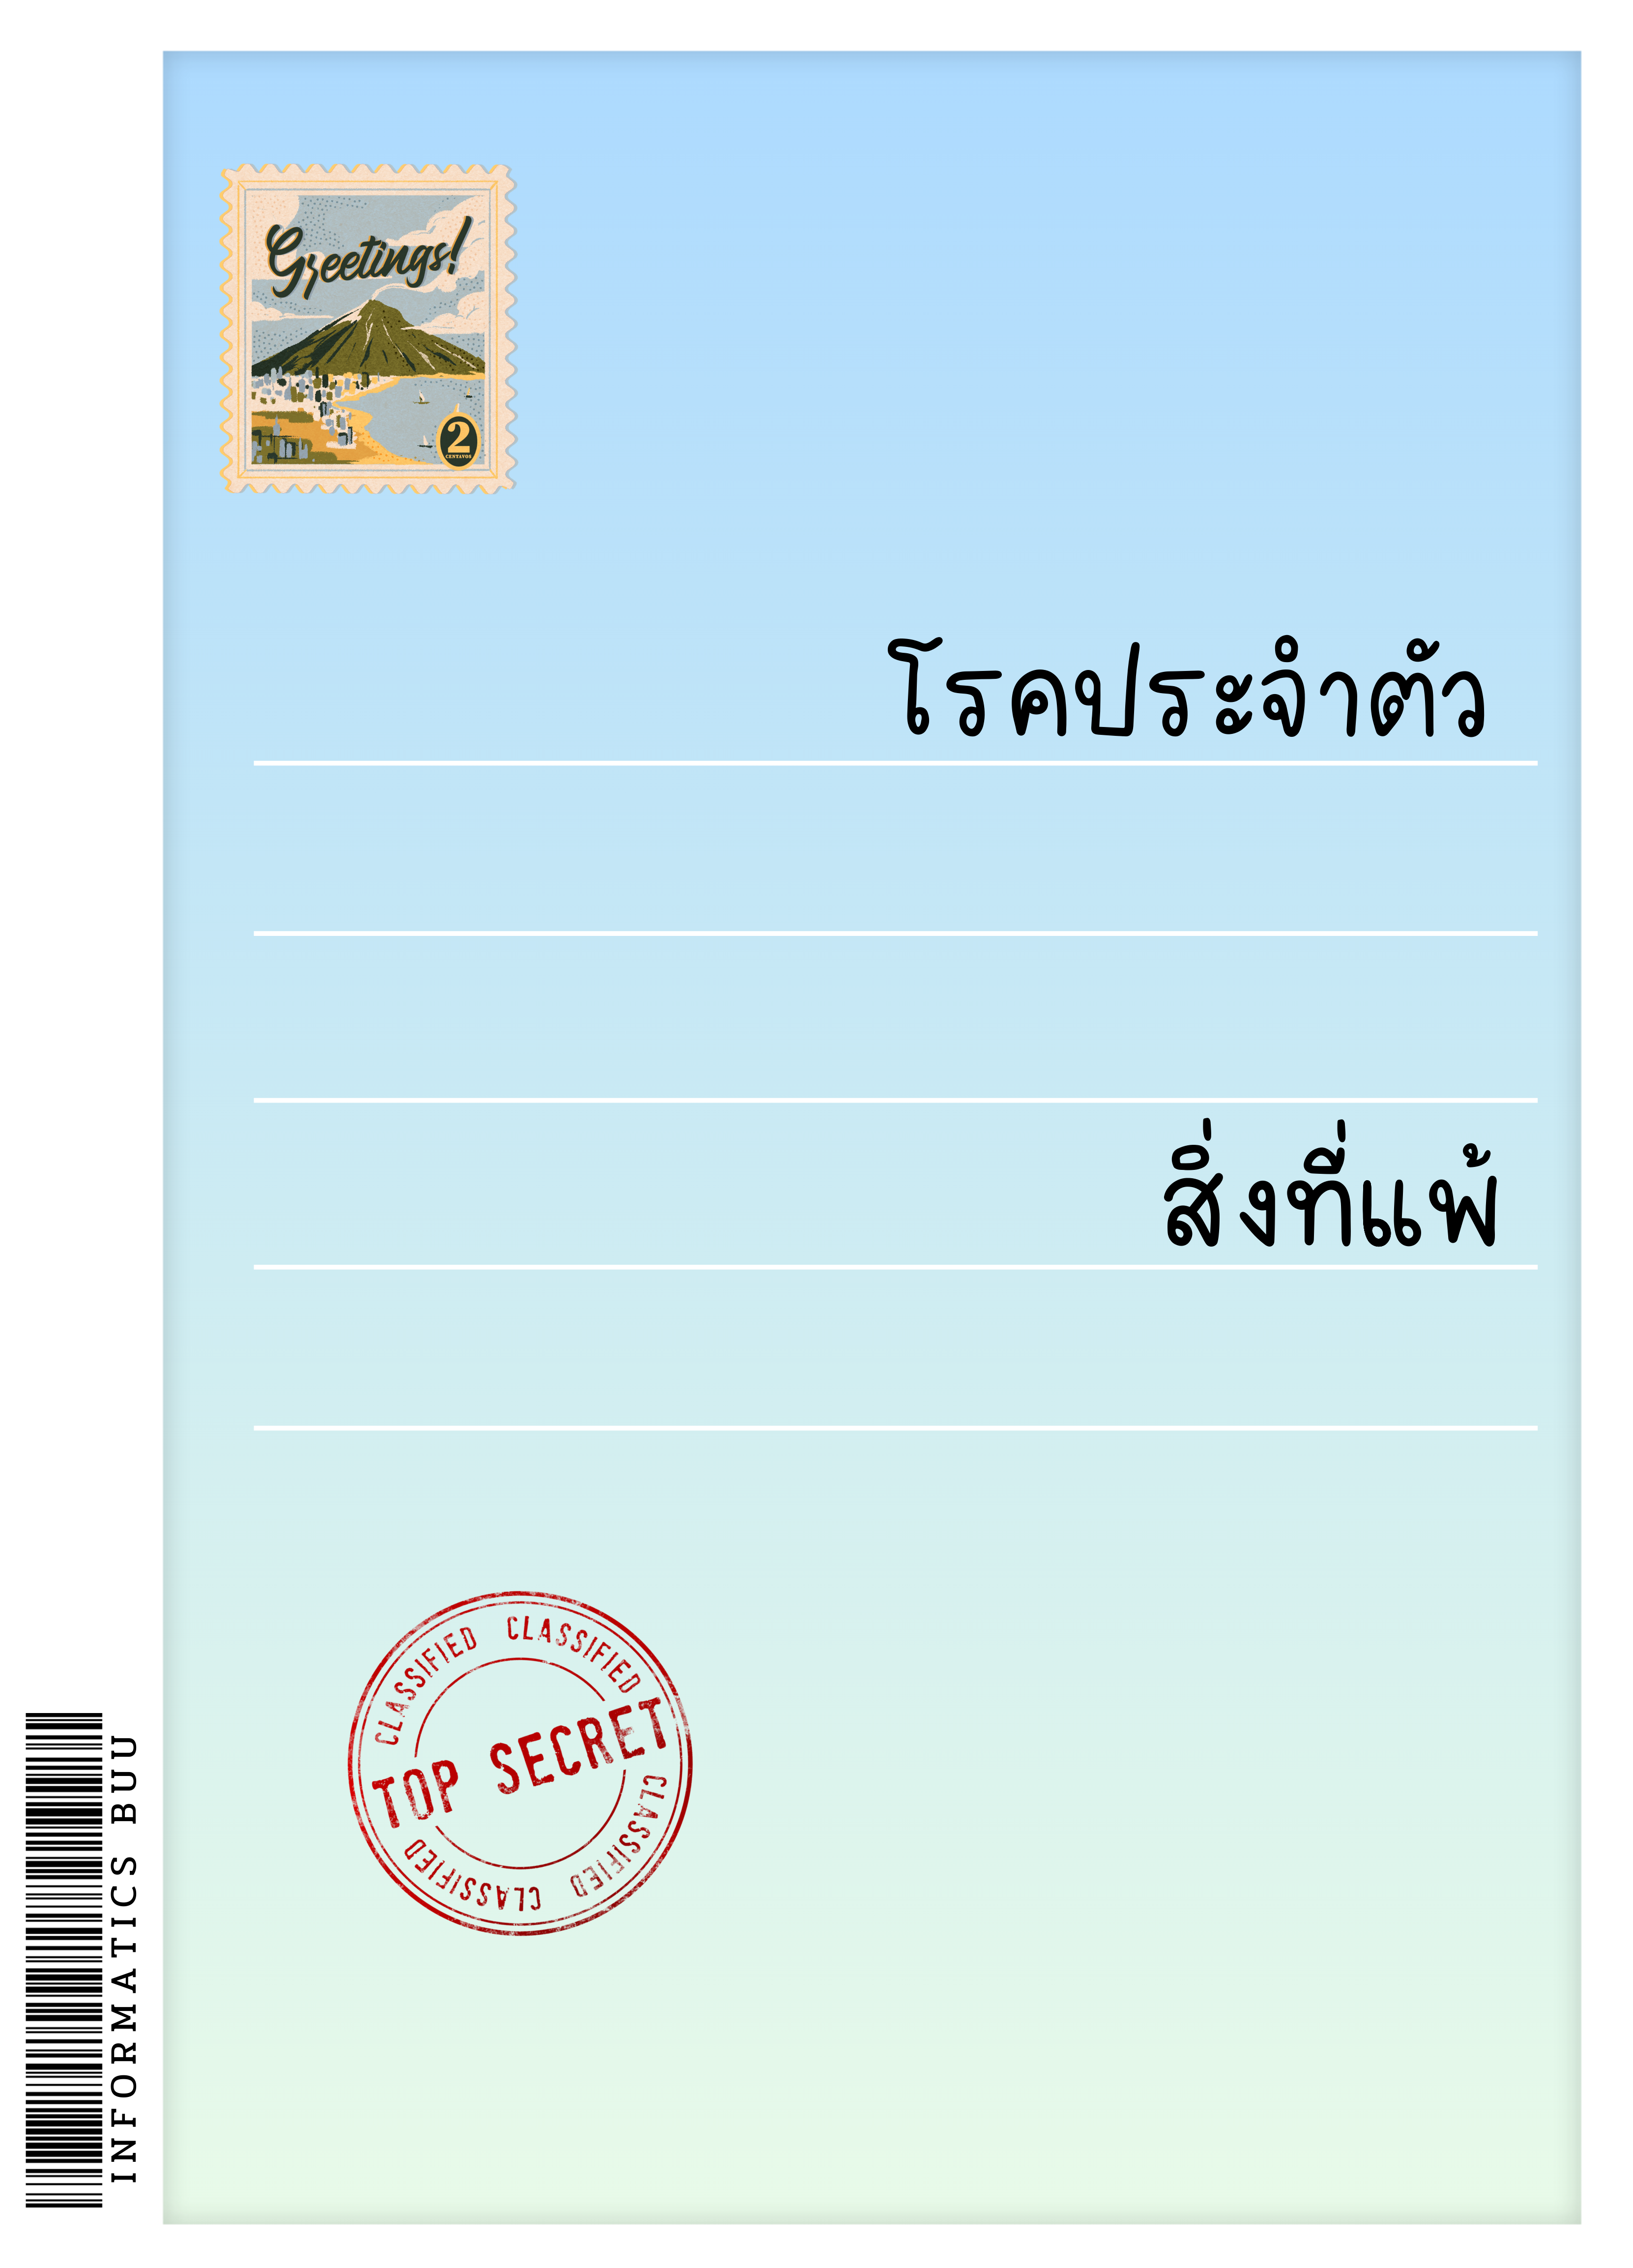 Greetings!
2
CENTAVOS
โรคประจำตัว
สิ่งที่แพ้
CLASSIFIED CLASSIFIED
TOP SECRET
CLASSIFIED CLASSIFIED
INFORMATICS BUU